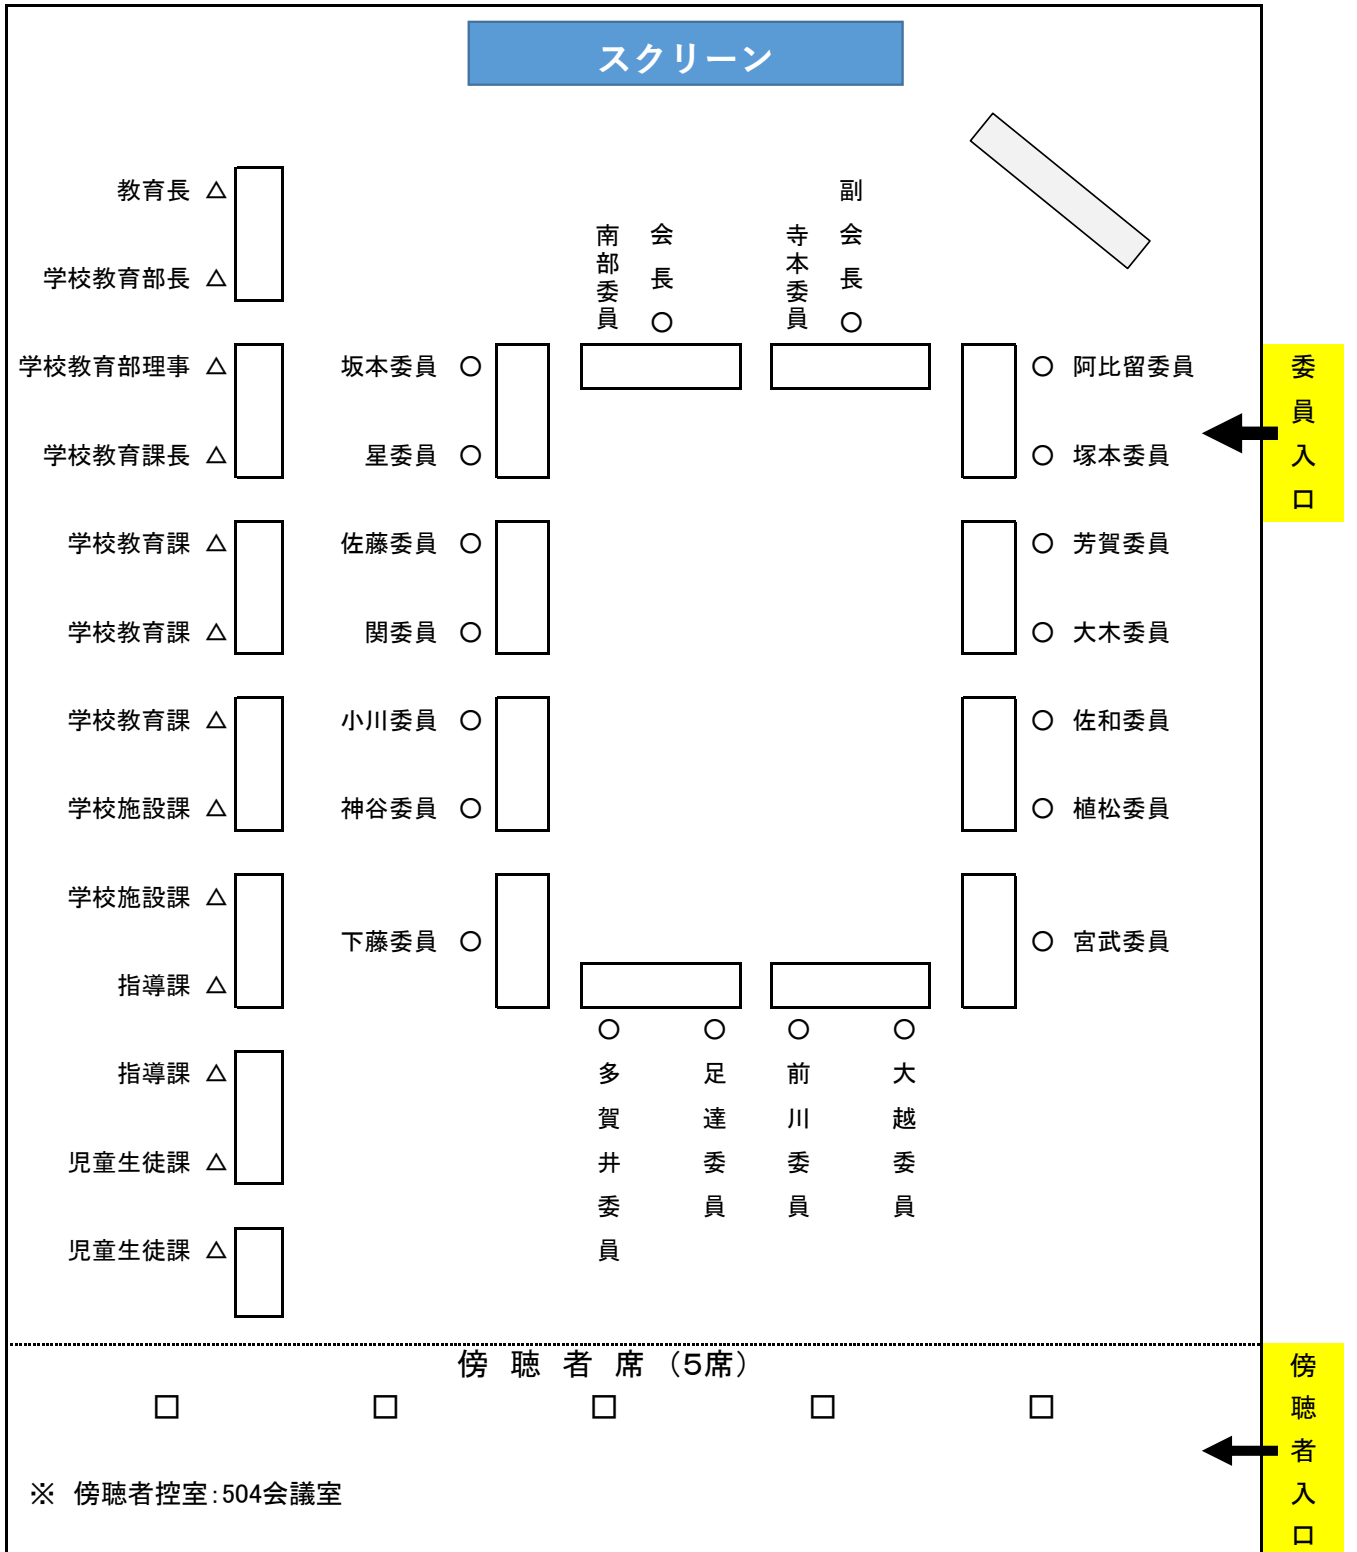 スクリーン
教育長 △
学校教育部長 △
学校教育部理事 △
学校教育課長 △
学校教育課 △
学校教育課 △
学校教育課 △
学校施設課 △
学校施設課 △
指導課 △
指導課 △
児童生徒課 △
児童生徒課 △
南部委員
会長○
寺本委員
副会長○
坂本委員 ○
星委員 ○
佐藤委員 ○
関委員 ○
小川委員 ○
神谷委員 ○
下藤委員 ○
○ 阿比留委員
○ 塚本委員
○ 芳賀委員
○ 大木委員
○ 佐和委員
○ 植松委員
○ 宮武委員
○多賀井委員
○足達委員
○前川委員
○大越委員
委員入口
傍聴者席(5席)
□ □ □ □ □
傍聴者入口
※ 傍聴者控室:504会議室